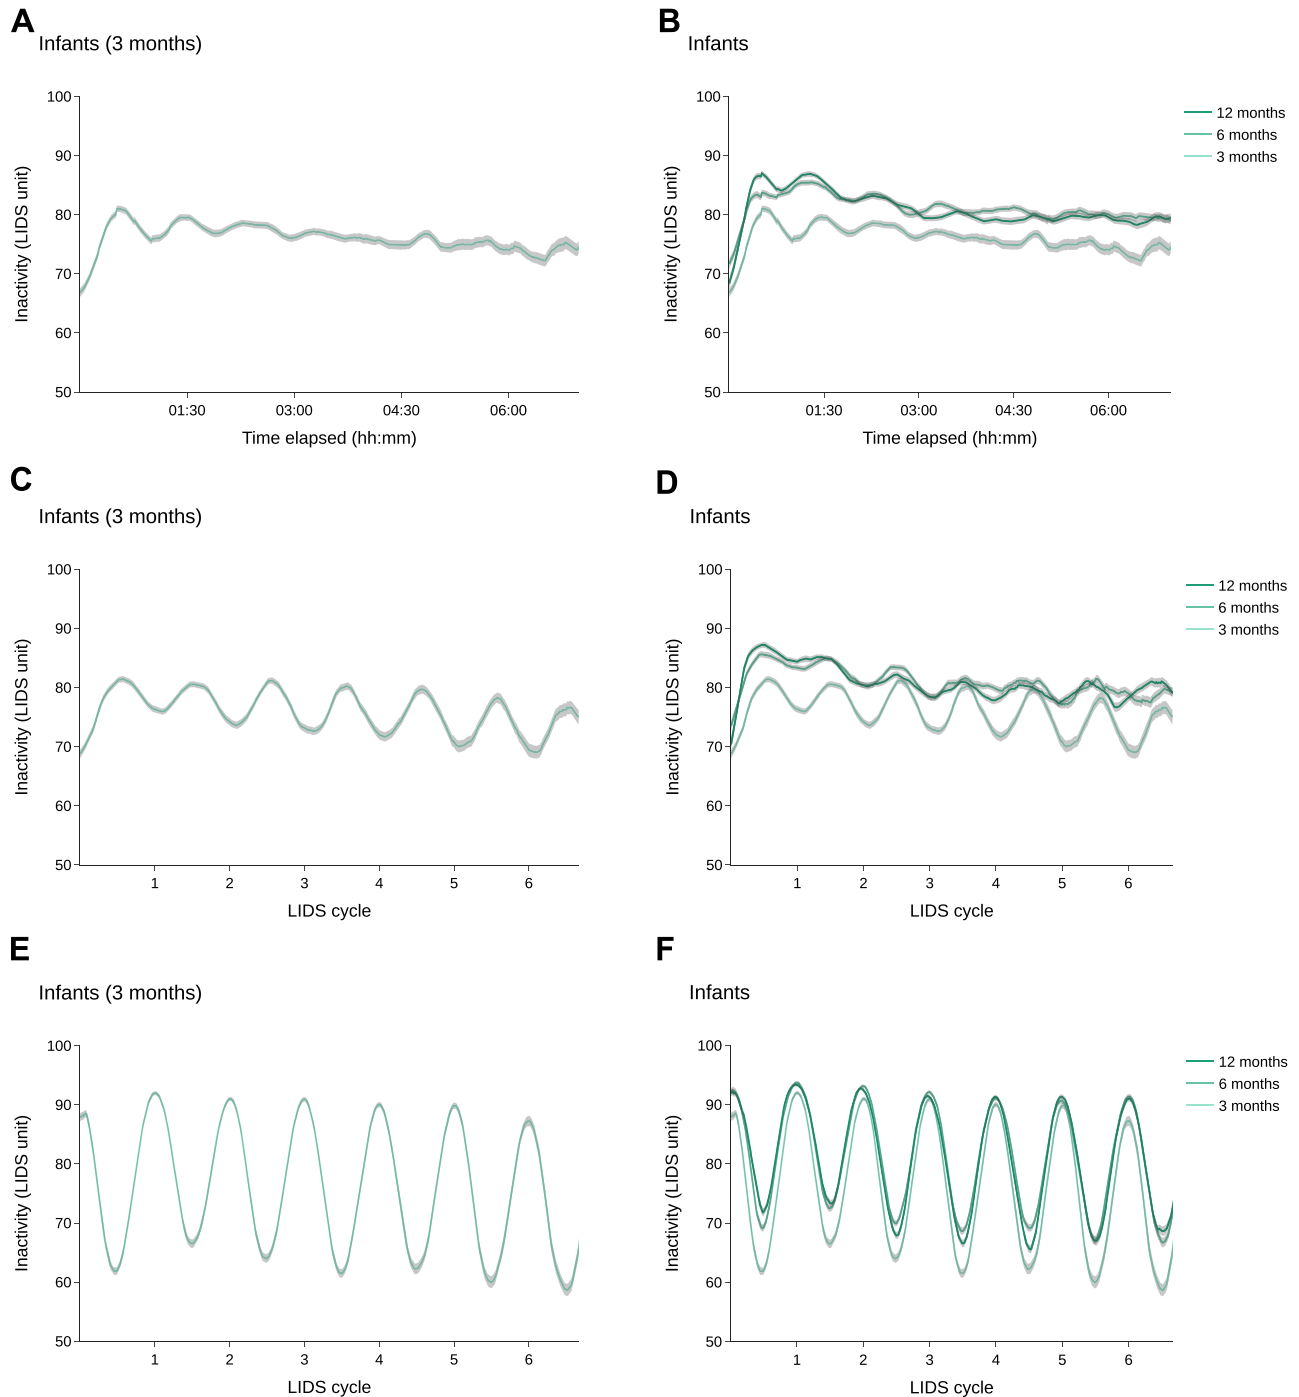 A
Infants (3 months)
100
90
80
70
60
50
Inactivity (LIDS unit)
01:30 03:00 04:30 06:00
Time elapsed (hh:mm)
B
Infants
100
90
80
70
60
50
Inactivity (LIDS unit)
01:30 03:00 04:30 06:00
Time elapsed (hh:mm)
12 months
6 months
3 months
C
Infants (3 months)
100
90
80
70
60
50
Inactivity (LIDS unit)
1 2 3 4 5 6
LIDS cycle
D
Infants
100
90
80
70
60
50
Inactivity (LIDS unit)
1 2 3 4 5 6
LIDS cycle
12 months
6 months
3 months
E
Infants (3 months)
100
90
80
70
60
50
Inactivity (LIDS unit)
1 2 3 4 5 6
LIDS cycle
F
Infants
100
90
80
70
60
50
Inactivity (LIDS unit)
1 2 3 4 5 6
LIDS cycle
12 months
6 months
3 months